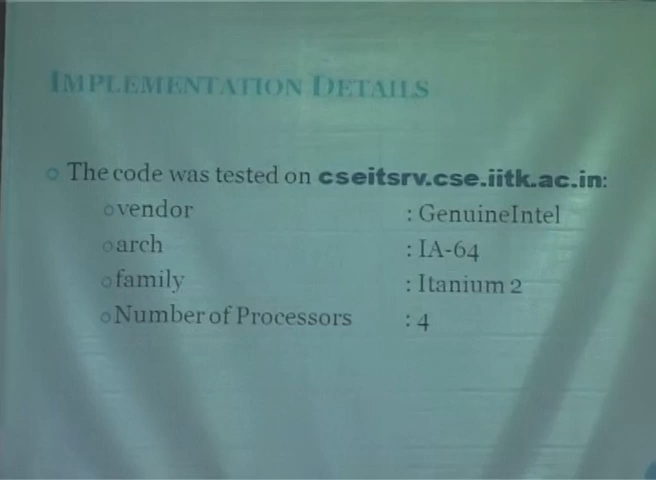 IMPLEMENTATION DETAILS
The code was tested on cseitsrv.cse.iitk.ac.in:
vendor : GenuineIntel
arch : IA-64
family : Itanium 2
Number of Processors : 4